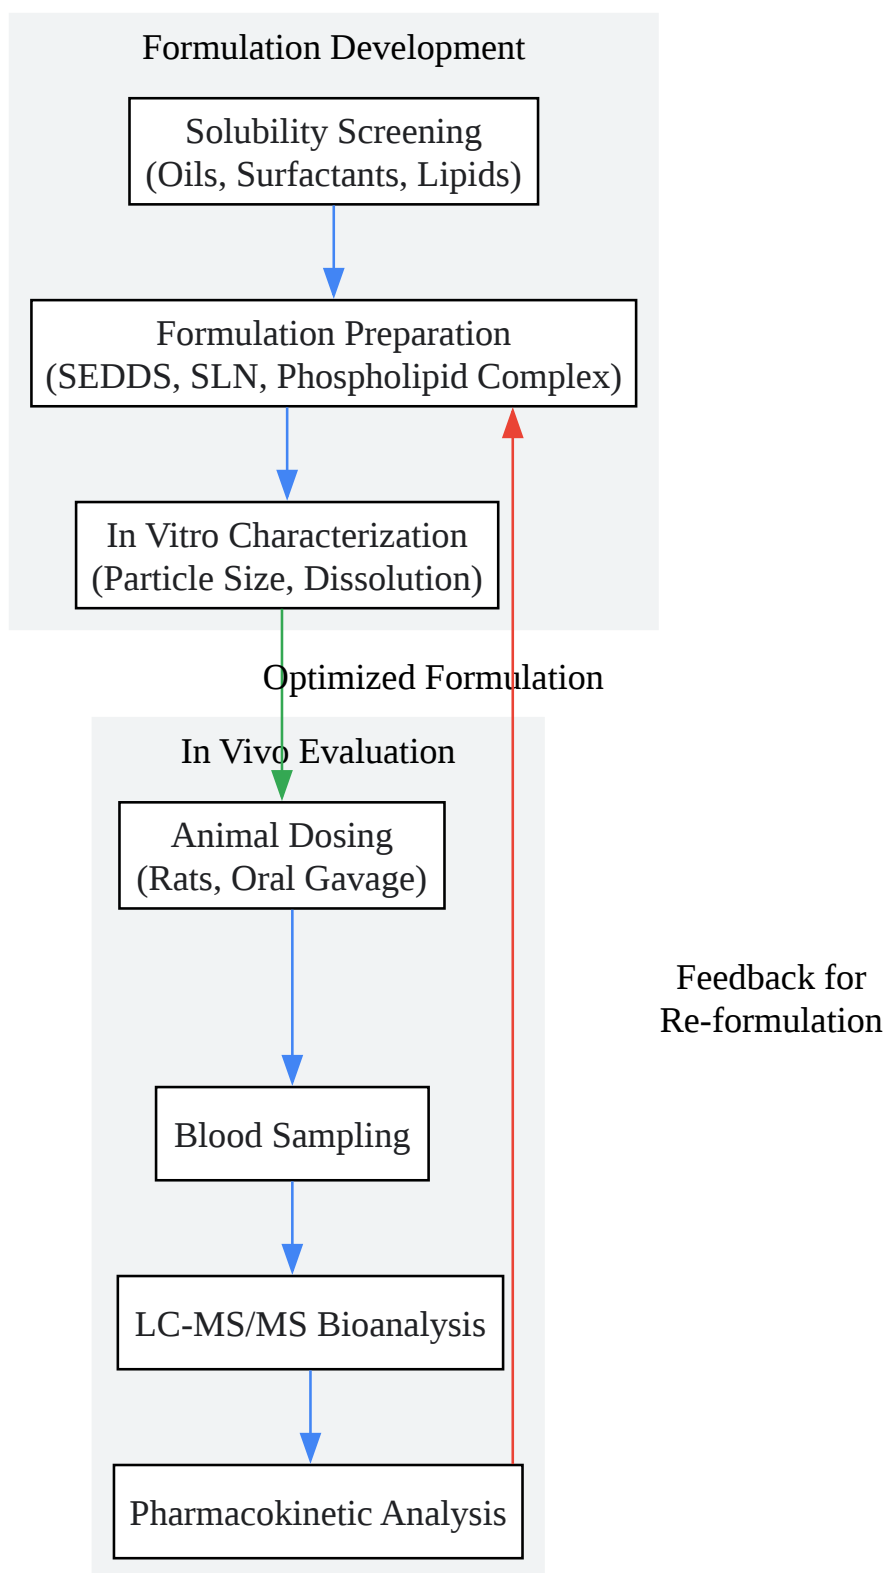 Formulation Development
Solubility Screening
(Oils, Surfactants, Lipids)
Formulation Preparation
(SEDDS, SLN, Phospholipid Complex)
In Vitro Characterization
(Particle Size, Dissolution)
Optimized Formulation
In Vivo Evaluation
Animal Dosing
(Rats, Oral Gavage)
Feedback for
Re-formulation
Blood Sampling
LC-MS/MS Bioanalysis
Pharmacokinetic Analysis